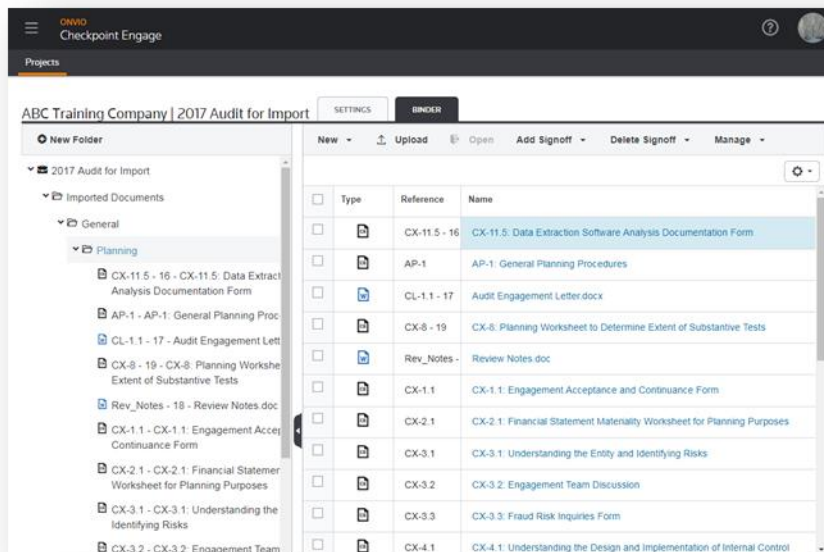 ONVIO
Checkpoint Engage
Projects
ABC Training Company | 2017 Audit for Import
SETTINGS
BINDER
New Folder
New
Upload
Open
Add Signoff
Delete Signoff
Manage
2017 Audit for Import
Imported Documents
General
Planning
CX-11.5 - 16 - CX-11.5: Data Extract
Analysis Documentation Form
AP-1 - AP-1: General Planning Proc
CL-1.1 - 17 - Audit Engagement Lett
CX-8 - 19 - CX-8: Planning Workshe
Extent of Substantive Tests
Rev_Notes - 18 - Review Notes.doc
CX-1.1 - CX-1.1: Engagement Accep
Continuance Form
CX-2.1 - CX-2.1: Financial Statemen
Worksheet for Planning Purposes
CX-3.1 - CX-3.1: Understanding the
Identifying Risks
CX-3.2 - CX-3.2: Engagement Team
Type Reference Name
CX-11.5 - 16 CX-11.5: Data Extraction Software Analysis Documentation Form
AP-1 AP-1: General Planning Procedures
CL-1.1 - 17 Audit Engagement Letter.docx
CX-8 - 19 CX-8: Planning Worksheet to Determine Extent of Substantive Tests
Rev_Notes - Review Notes.doc
CX-1.1 CX-1.1: Engagement Acceptance and Continuance Form
CX-2.1 CX-2.1: Financial Statement Materiality Worksheet for Planning Purposes
CX-3.1 CX-3.1: Understanding the Entity and Identifying Risks
CX-3.2 CX-3.2: Engagement Team Discussion
CX-3.3 CX-3.3: Fraud Risk Inquiries Form
CX-4.1 CX-4.1: Understanding the Design and Implementation of Internal Control